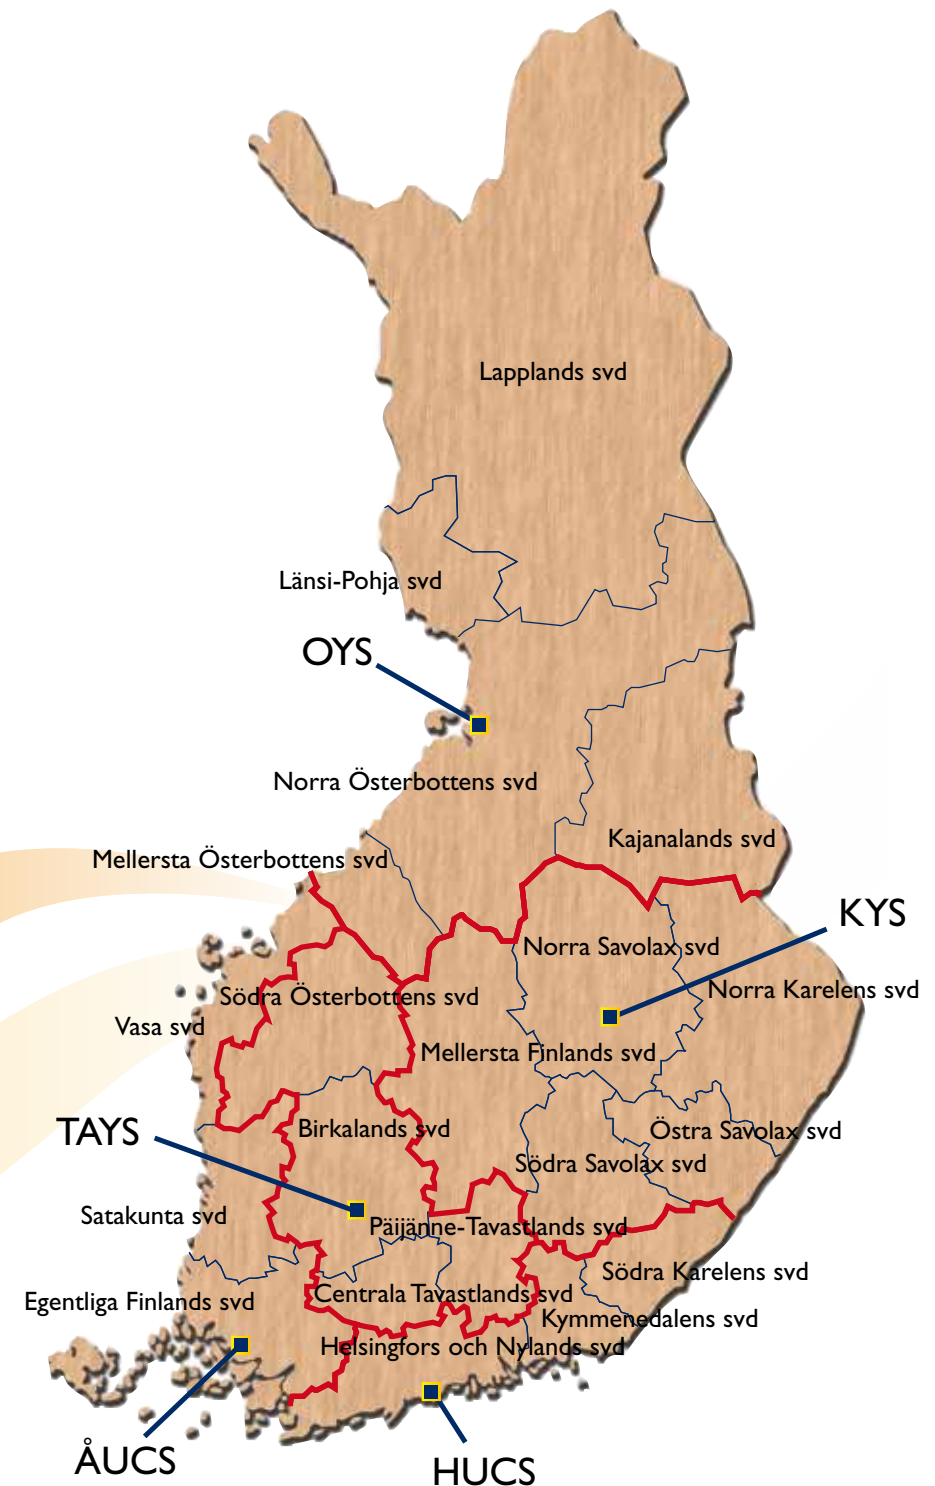 Lapplands svd
Länsi-Pohja svd
OYS
Norra Österbottens svd
Kajanalands svd
Mellersta Österbottens svd
KYS
Norra Savolax svd
Norra Karelens svd
Södra Österbottens svd
Vasa svd
Mellersta Finlands svd
TAYS
Birkalands svd
Östra Savolax svd
Södra Savolax svd
Satakunta svd
Päijänne-Tavastlands svd
Södra Karelens svd
Centrala Tavastlands svd
Egentliga Finlands svd
Kymmenedalens svd
Helsingfors och Nylands svd
ÅUCS
HUCS